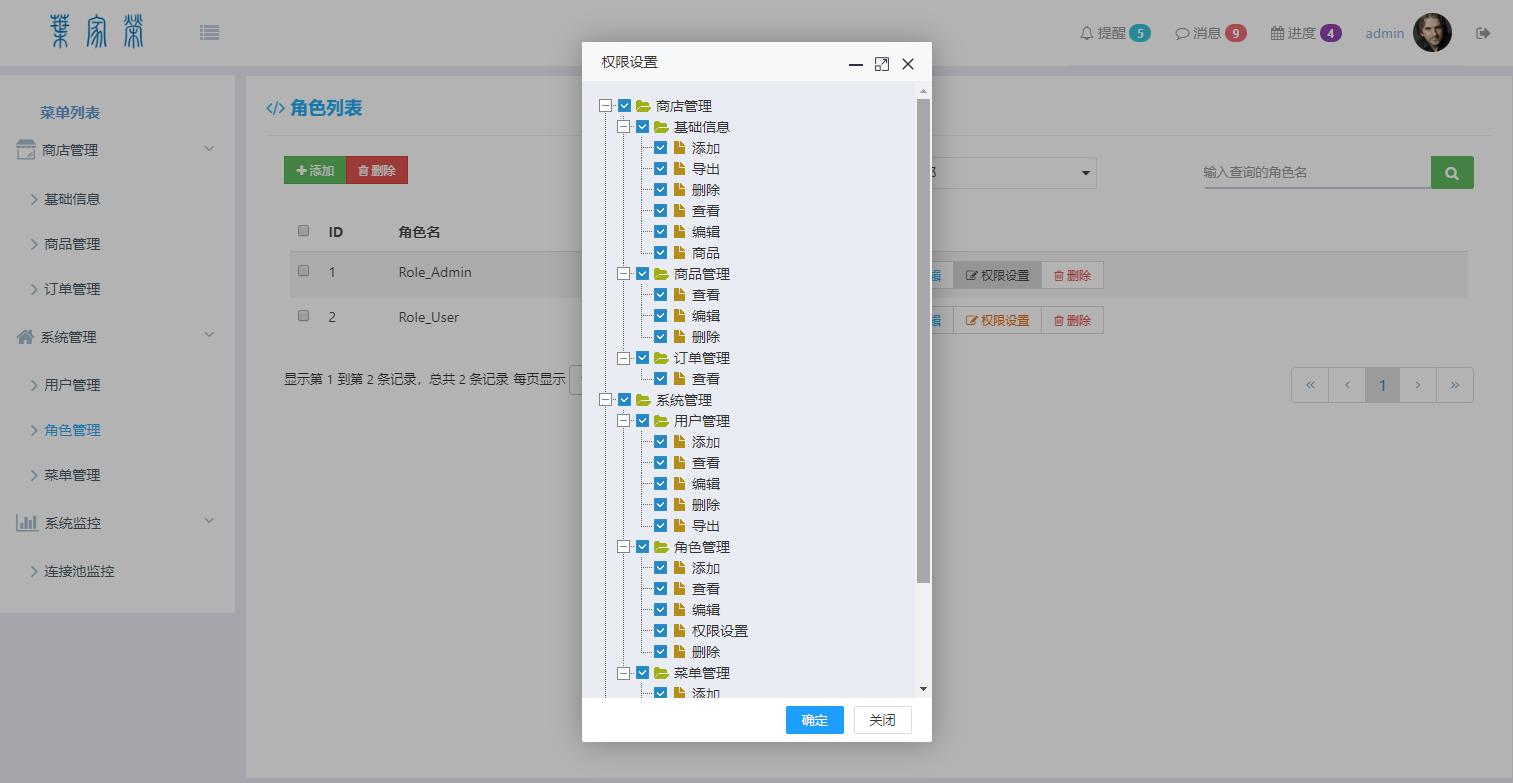 葉家榮
提醒 5
消息 9
进度 4
admin
菜单列表
商店管理
基础信息
商品管理
订单管理
系统管理
用户管理
角色管理
菜单管理
系统监控
连接池监控
角色列表
添加
删除
输入查询的角色名
ID
角色名
1
Role_Admin
权限设置
删除
2
Role_User
权限设置
删除
显示第 1 到第 2 条记录，总共 2 条记录 每页显示
«
‹
1
›
»
权限设置
商店管理
基础信息
添加
导出
删除
查看
编辑
商品
商品管理
查看
编辑
删除
订单管理
查看
系统管理
用户管理
添加
查看
编辑
删除
导出
角色管理
添加
查看
编辑
权限设置
删除
菜单管理
添加
确定
关闭